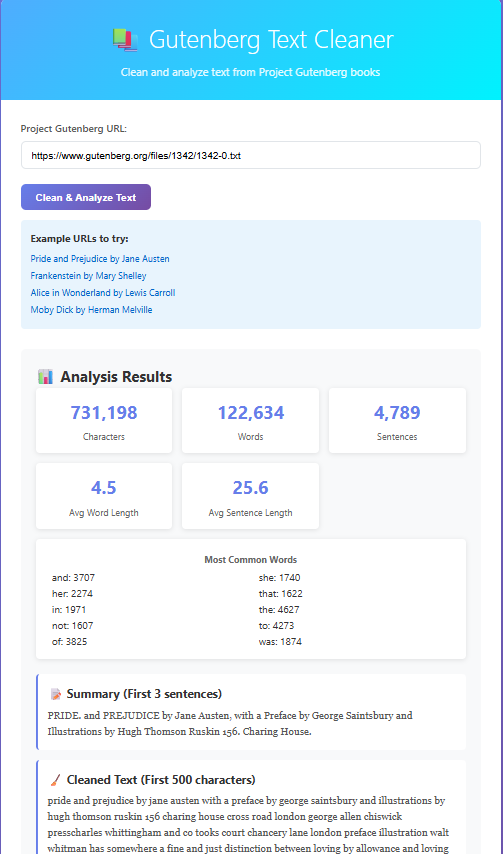 Gutenberg Text Cleaner
Clean and analyze text from Project Gutenberg books
Project Gutenberg URL:
https://www.gutenberg.org/files/1342/1342-0.txt
Clean & Analyze Text
Example URLs to try:
Pride and Prejudice by Jane Austen
Frankenstein by Mary Shelley
Alice in Wonderland by Lewis Carroll
Moby Dick by Herman Melville
Analysis Results
731,198
Characters
122,634
Words
4,789
Sentences
4.5
Avg Word Length
25.6
Avg Sentence Length
Most Common Words
and: 3707
her: 2274
in: 1971
not: 1607
of: 3825
she: 1740
that: 1622
the: 4627
to: 4273
was: 1874
Summary (First 3 sentences)
PRIDE. and PREJUDICE by Jane Austen, with a Preface by George Saintsbury and
Illustrations by Hugh Thomson Ruskin 156. Charing House.
Cleaned Text (First 500 characters)
pride and prejudice by jane austen with a preface by george saintsbury and illustrations by
hugh thomson ruskin 156 charing house cross road london george allen chiswick
presscharles whittingham and co tooks court chancery lane london preface illustration walt
whitman has somewhere a fine and just distinction between loving by allowance and loving